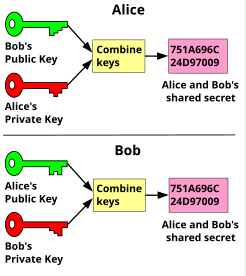 Alice
Bob's
Public Key
Alice's
Private Key
Combine
keys
751A696C
24D97009
Alice and Bob's
shared secret
Bob
Alice's
Public Key
Bob's
Private Key
Combine
keys
751A696C
24D97009
Alice and Bob's
shared secret